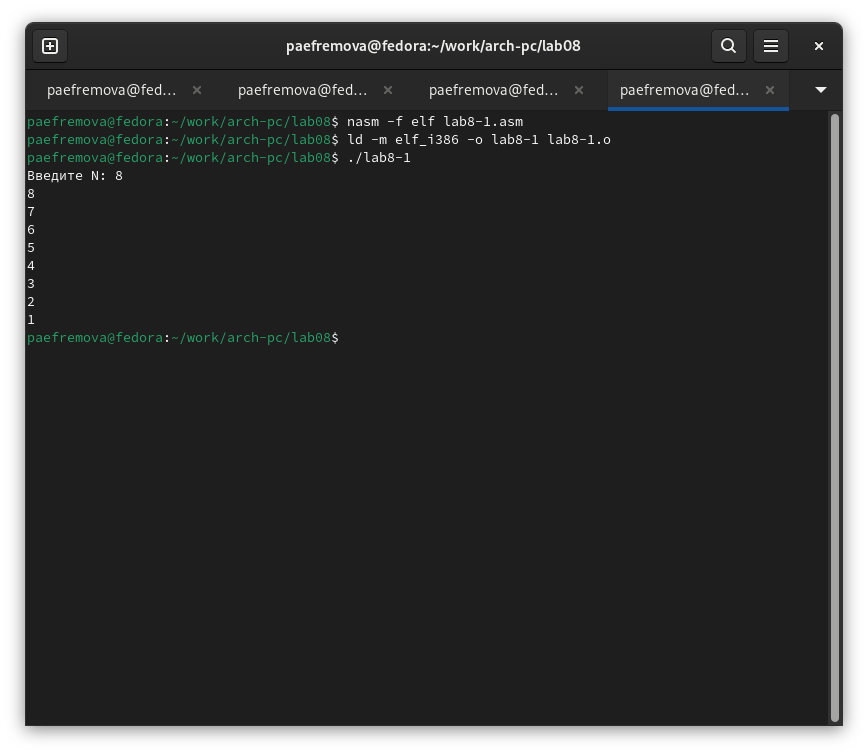 paefremova@fedora:~/work/arch-pc/lab08
paefremova@fed... paefremova@fed... paefremova@fed... paefremova@fed...
paefremova@fedora:~/work/arch-pc/lab08$ nasm -f elf lab8-1.asm
paefremova@fedora:~/work/arch-pc/lab08$ ld -m elf_i386 -o lab8-1 lab8-1.o
paefremova@fedora:~/work/arch-pc/lab08$ ./lab8-1
Введите N: 8
8
7
6
5
4
3
2
1
paefremova@fedora:~/work/arch-pc/lab08$